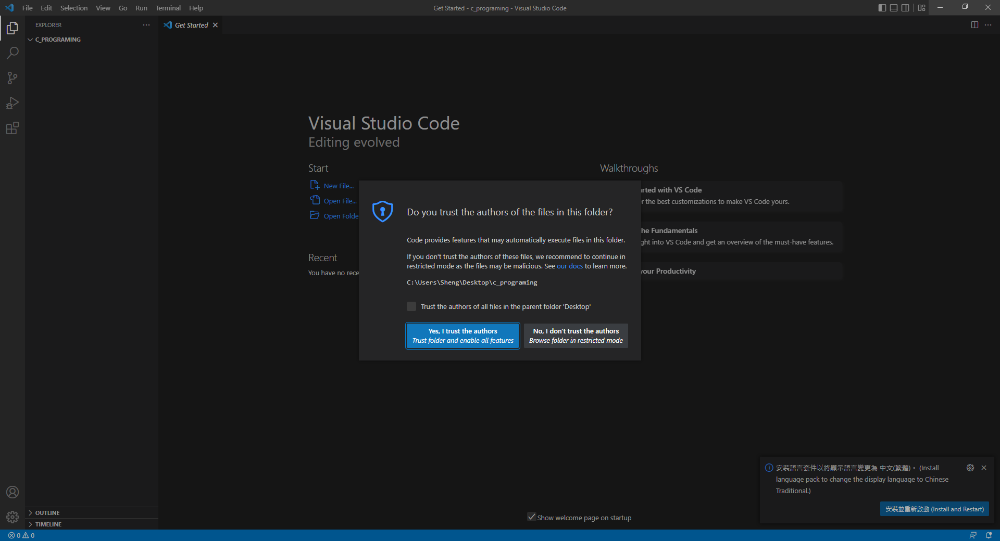 File Edit Selection View Go Run Terminal Help
Get Started - c_programing - Visual Studio Code
EXPLORER
Get Started
C_PROGRAMING
Visual Studio Code
Editing evolved
Start
New File...
Open File...
Open Folde
Recent
You have no rece
Walkthroughs
rted with VS Code
r the best customizations to make VS Code yours.
he Fundamentals
ght into VS Code and get an overview of the must-have features.
your Productivity
Do you trust the authors of the files in this folder?
Code provides features that may automatically execute files in this folder.
If you don't trust the authors of these files, we recommend to continue in
restricted mode as the files may be malicious. See our docs to learn more.
C:\Users\Sheng\Desktop\c_programing
Trust the authors of all files in the parent folder 'Desktop'
Yes, I trust the authors
Trust folder and enable all features
No, I don't trust the authors
Browse folder in restricted mode
安裝語言套件以將顯示語言變更為 中文(繁體)。 (Install
language pack to change the display language to Chinese
Traditional.)
安裝並重新啟動 (Install and Restart)
OUTLINE
TIMELINE
Show welcome page on startup
0 0